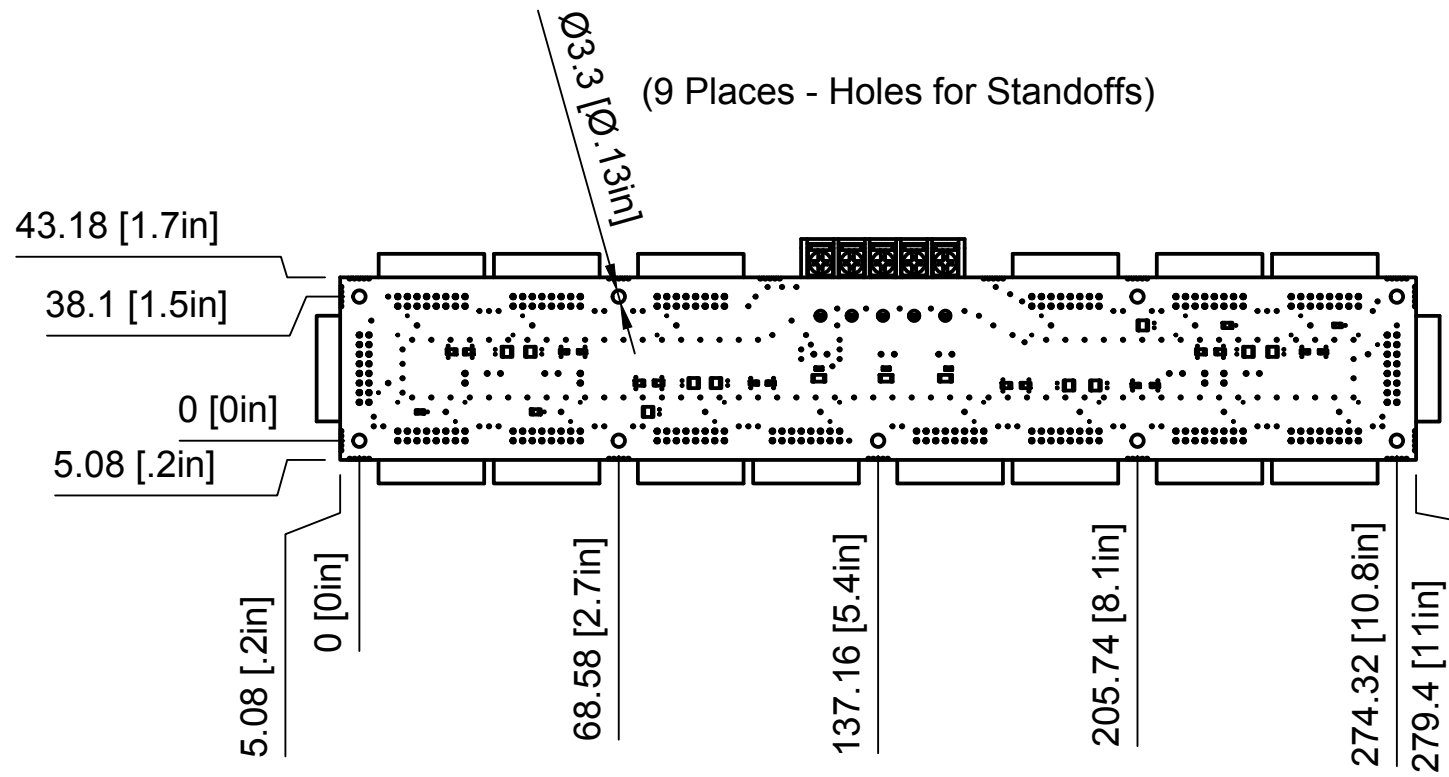 Ø3.3 [Ø.13in]
(9 Places - Holes for Standoffs)
43.18 [1.7in]
38.1 [1.5in]
0 [0in]
5.08 [.2in]
5.08 [.2in]
0 [0in]
68.58 [2.7in]
137.16 [5.4in]
205.74 [8.1in]
274.32 [10.8in]
279.4 [11in]